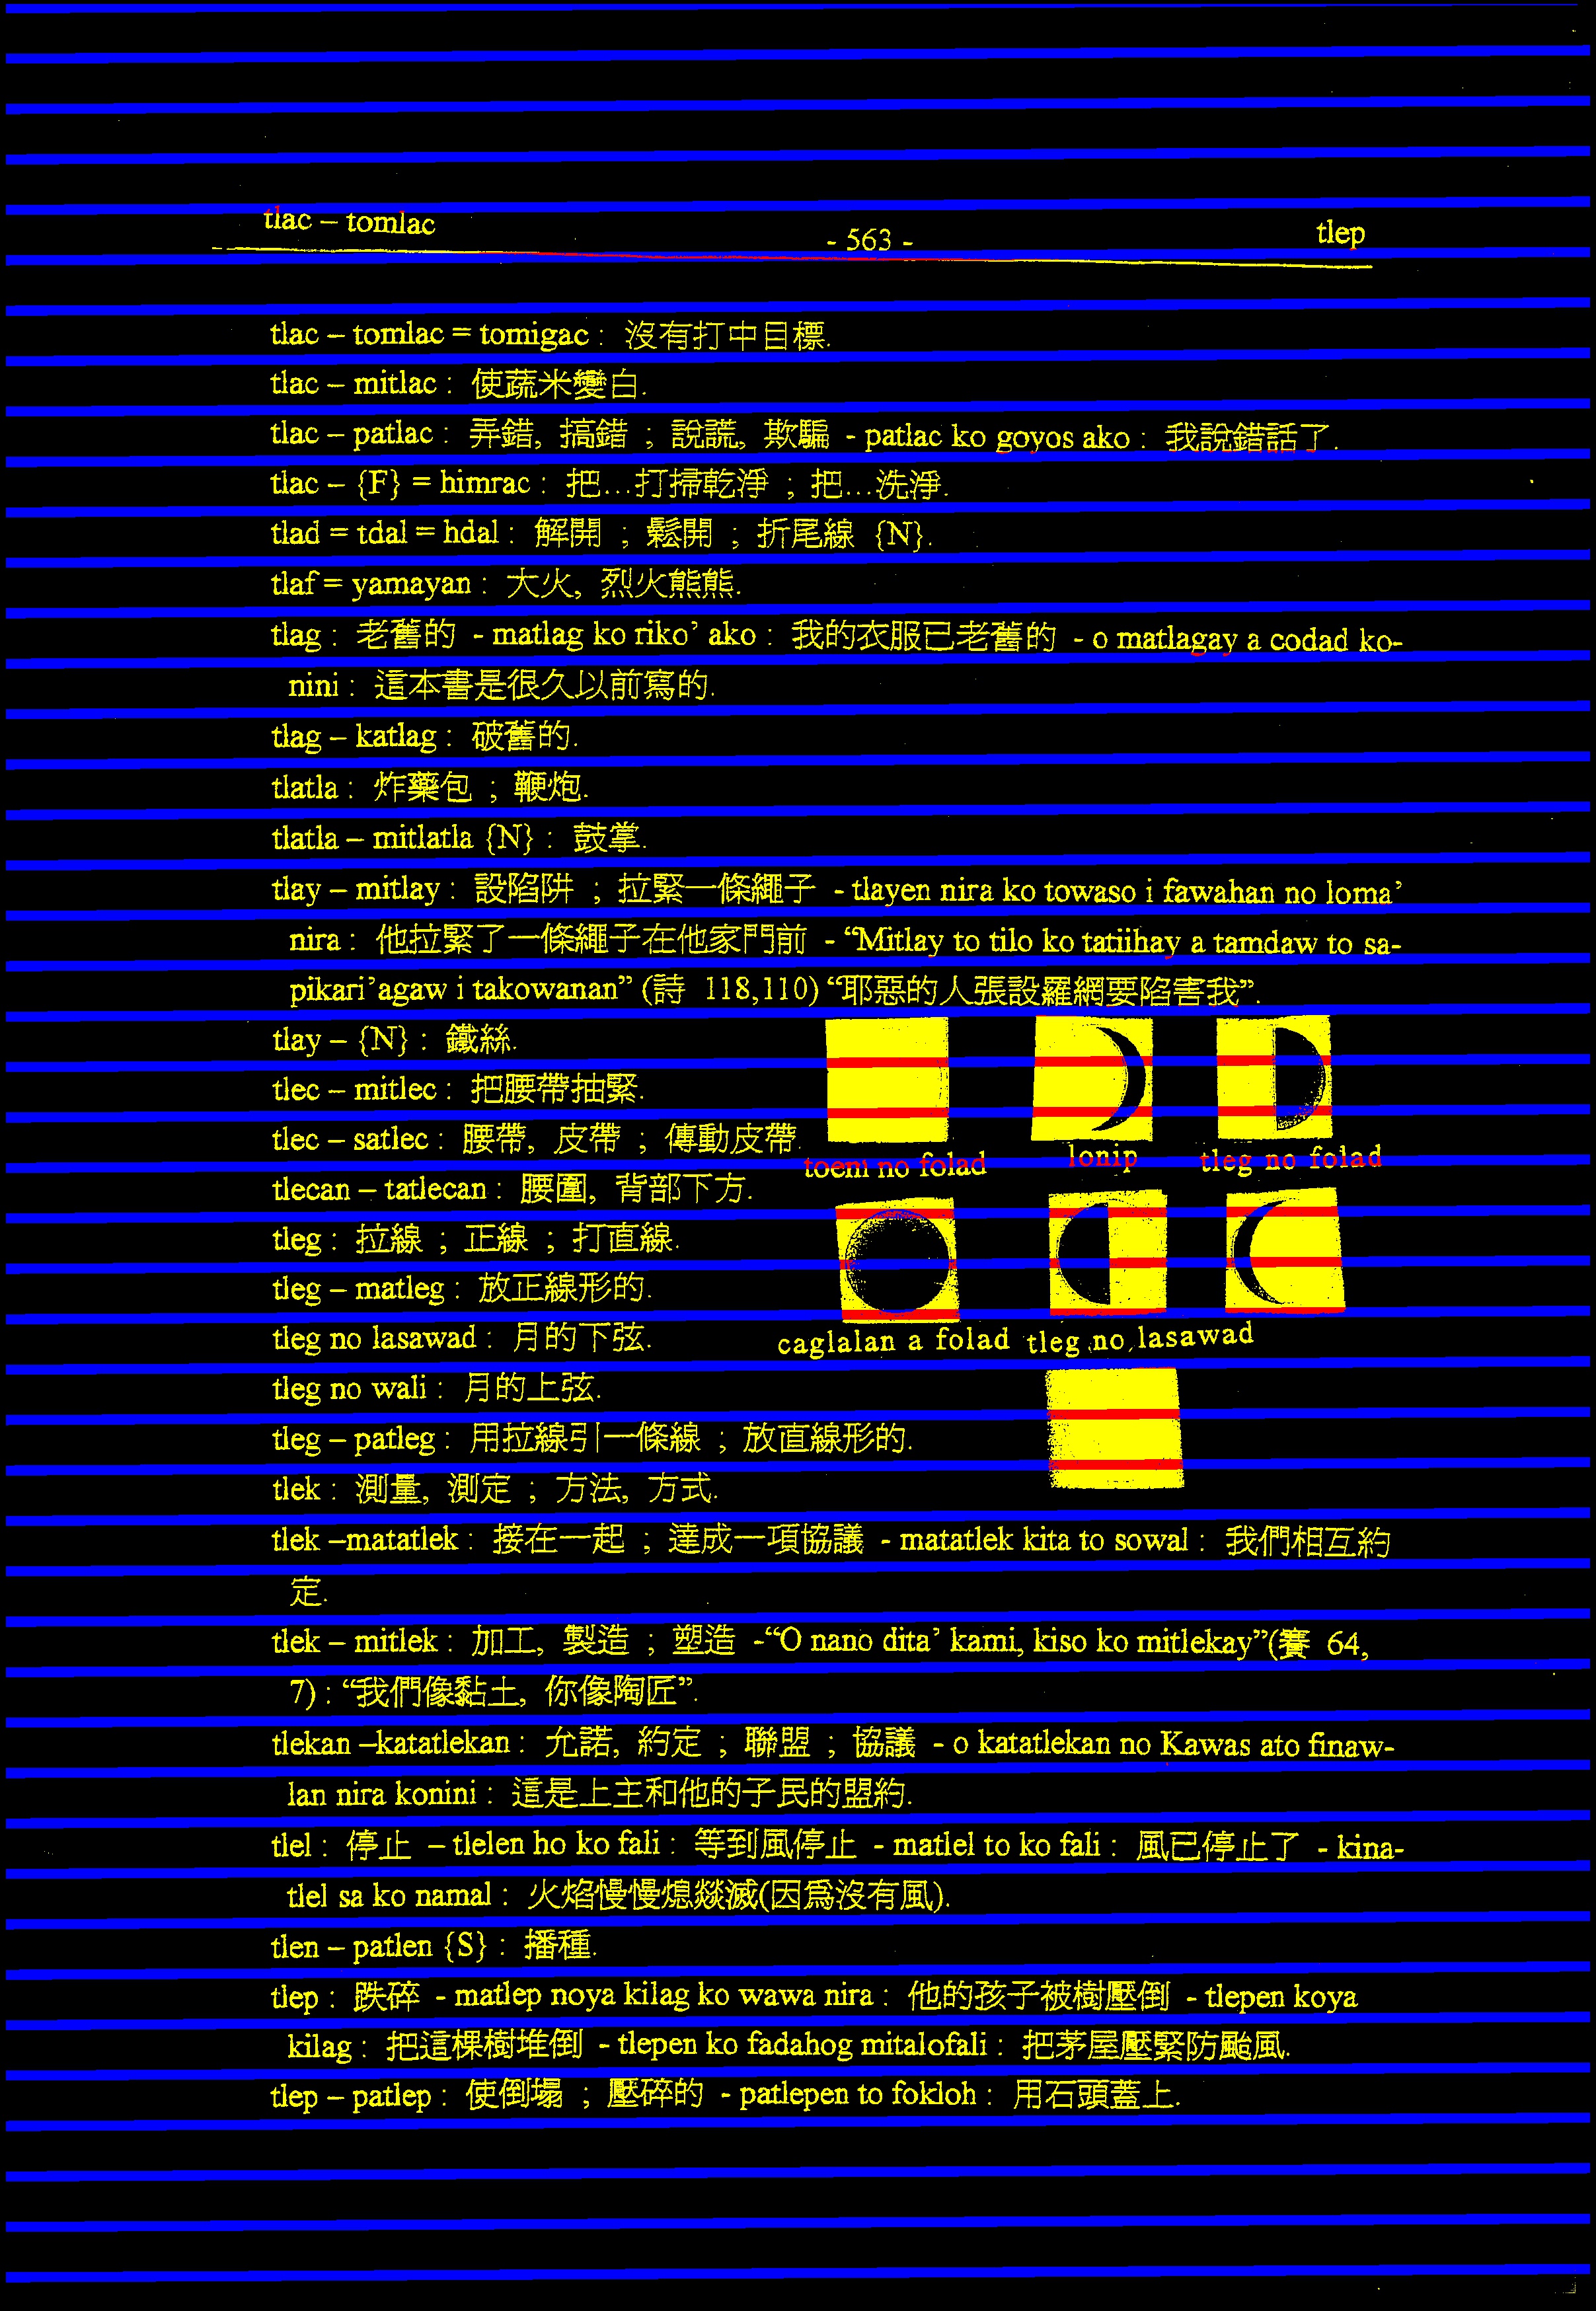 tlac – tomlac - 563 - tlep
tlac – tomlac = tomigac : 沒有打中目標.
tlac – mitlac : 使蔬米變白.
tlac – patlac : 弄錯, 搞錯 ; 說謊, 欺騙 - patlac ko goyos ako : 我說錯話了.
tlac – {F} = himrac : 把...打掃乾淨 ; 把...洗淨.
tlad = tdal = hdal : 解開 ; 鬆開 ; 折尾線 {N}.
tlaf = yamayan : 大火, 烈火熊熊.
tlag : 老舊的 - matlag ko riko’ ako : 我的衣服已老舊的 - o matlagay a codad ko-
nini : 這本書是很久以前寫的.
tlag – katlag : 破舊的.
tlatla : 炸藥包 ; 鞭炮.
tlatla – mitlatla {N} : 鼓掌.
tlay – mitlay : 設陷阱 ; 拉緊一條繩子 - tlayen nira ko towaso i fawahan no loma’
nira : 他拉緊了一條繩子在他家門前 - “Mitlay to tilo ko tatiihay a tamdaw to sa-
pikari’agaw i takowanan” (詩 118,110) “耶惡的人張設羅網要陷害我”.
tlay – {N} : 鐵絲.
tlec – mitlec : 把腰帶抽緊.
tlec – satlec : 腰帶, 皮帶 ; 傳動皮帶.
toem no folad lonip tleg no folad
tlecan – tatlecan : 腰圍, 背部下方.
tleg : 拉線 ; 正線 ; 打直線.
tleg – matleg : 放正線形的.
tleg no lasawad : 月的下弦.
caglalan a folad tleg no lasawad
tleg no wali : 月的上弦.
tleg – patleg : 用拉線引一條線 ; 放直線形的.
tlek : 測量, 測定 ; 方法, 方式.
tlek –matatlek : 接在一起 ; 達成一項協議 - matatlek kita to sowal : 我們相互約
定.
tlek – mitlek : 加工, 製造 ; 塑造 -“O nano dita’ kami, kiso ko mitlekay”(賽 64,
7) : “我們像黏土, 你像陶匠”.
tlekan –katatlekan : 允諾, 約定 ; 聯盟 ; 協議 - o katatlekan no Kawas ato finaw-
lan nira konini : 這是上主和他的子民的盟約.
tlel : 停止 – tlelen ho ko fali : 等到風停止 - matlel to ko fali : 風已停止了 - kina-
tlel sa ko namal : 火焰慢慢熄燄滅(因爲沒有風).
tlen – patlen {S} : 播種.
tlep : 跌碎 - matlep noya kilag ko wawa nira : 他的孩子被樹壓倒 - tlepen koya
kilag : 把這棵樹堆倒 - tlepen ko fadahog mitalofali : 把茅屋壓緊防颱風.
tlep – patlep : 使倒塌 ; 壓碎的 - patlepen to fokloh : 用石頭蓋上.